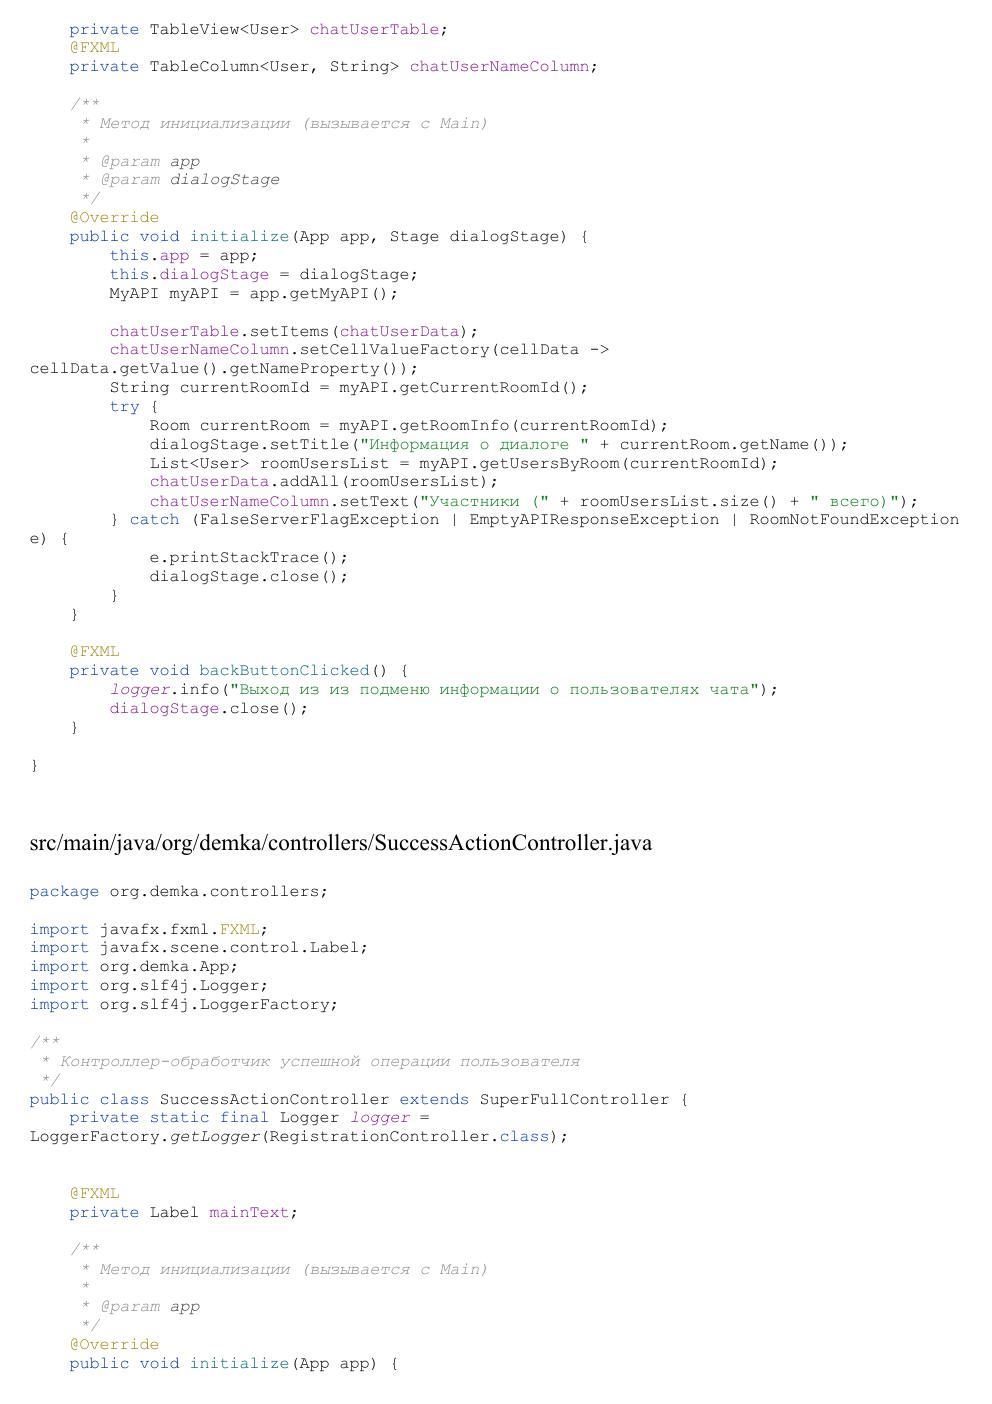 private TableView<User> chatUserTable;
    @FXML
    private TableColumn<User, String> chatUserNameColumn;

    /**
     * Метод инициализации (вызывается с Main)
     *
     * @param app
     * @param dialogStage
     */
    @Override
    public void initialize(App app, Stage dialogStage) {
        this.app = app;
        this.dialogStage = dialogStage;
        MyAPI myAPI = app.getMyAPI();

        chatUserTable.setItems(chatUserData);
        chatUserNameColumn.setCellValueFactory(cellData ->
cellData.getValue().getNameProperty());
        String currentRoomId = myAPI.getCurrentRoomId();
        try {
            Room currentRoom = myAPI.getRoomInfo(currentRoomId);
            dialogStage.setTitle("Информация о диалоге " + currentRoom.getName());
            List<User> roomUsersList = myAPI.getUsersByRoom(currentRoomId);
            chatUserData.addAll(roomUsersList);
            chatUserNameColumn.setText("Участники (" + roomUsersList.size() + " всего)");
        } catch (FalseServerFlagException | EmptyAPIResponseException | RoomNotFoundException
e) {
            e.printStackTrace();
            dialogStage.close();
        }
    }

    @FXML
    private void backButtonClicked() {
        logger.info("Выход из из подменю информации о пользователях чата");
        dialogStage.close();
    }

}

src/main/java/org/demka/controllers/SuccessActionController.java

package org.demka.controllers;

import javafx.fxml.FXML;
import javafx.scene.control.Label;
import org.demka.App;
import org.slf4j.Logger;
import org.slf4j.LoggerFactory;

/**
 * Контроллер-обработчик успешной операции пользователя
 */
public class SuccessActionController extends SuperFullController {
    private static final Logger logger =
LoggerFactory.getLogger(RegistrationController.class);


    @FXML
    private Label mainText;

    /**
     * Метод инициализации (вызывается с Main)
     *
     * @param app
     */
    @Override
    public void initialize(App app) {